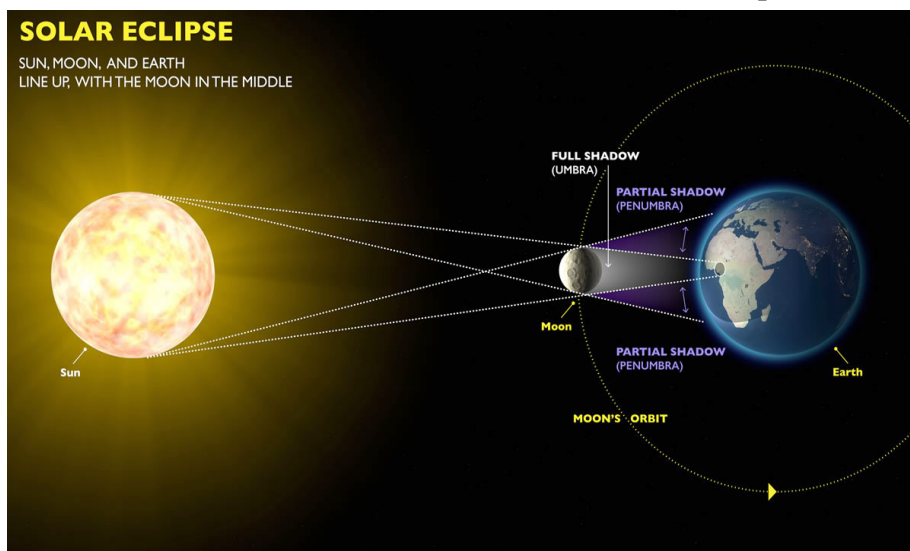 SOLAR ECLIPSE
SUN, MOON, AND EARTH
LINE UP, WITH THE MOON IN THE MIDDLE
FULL SHADOW
(UMBRA)
PARTIAL SHADOW
(PENUMBRA)
Moon
Sun
PARTIAL SHADOW
(PENUMBRA)
Earth
MOON'S ORBIT